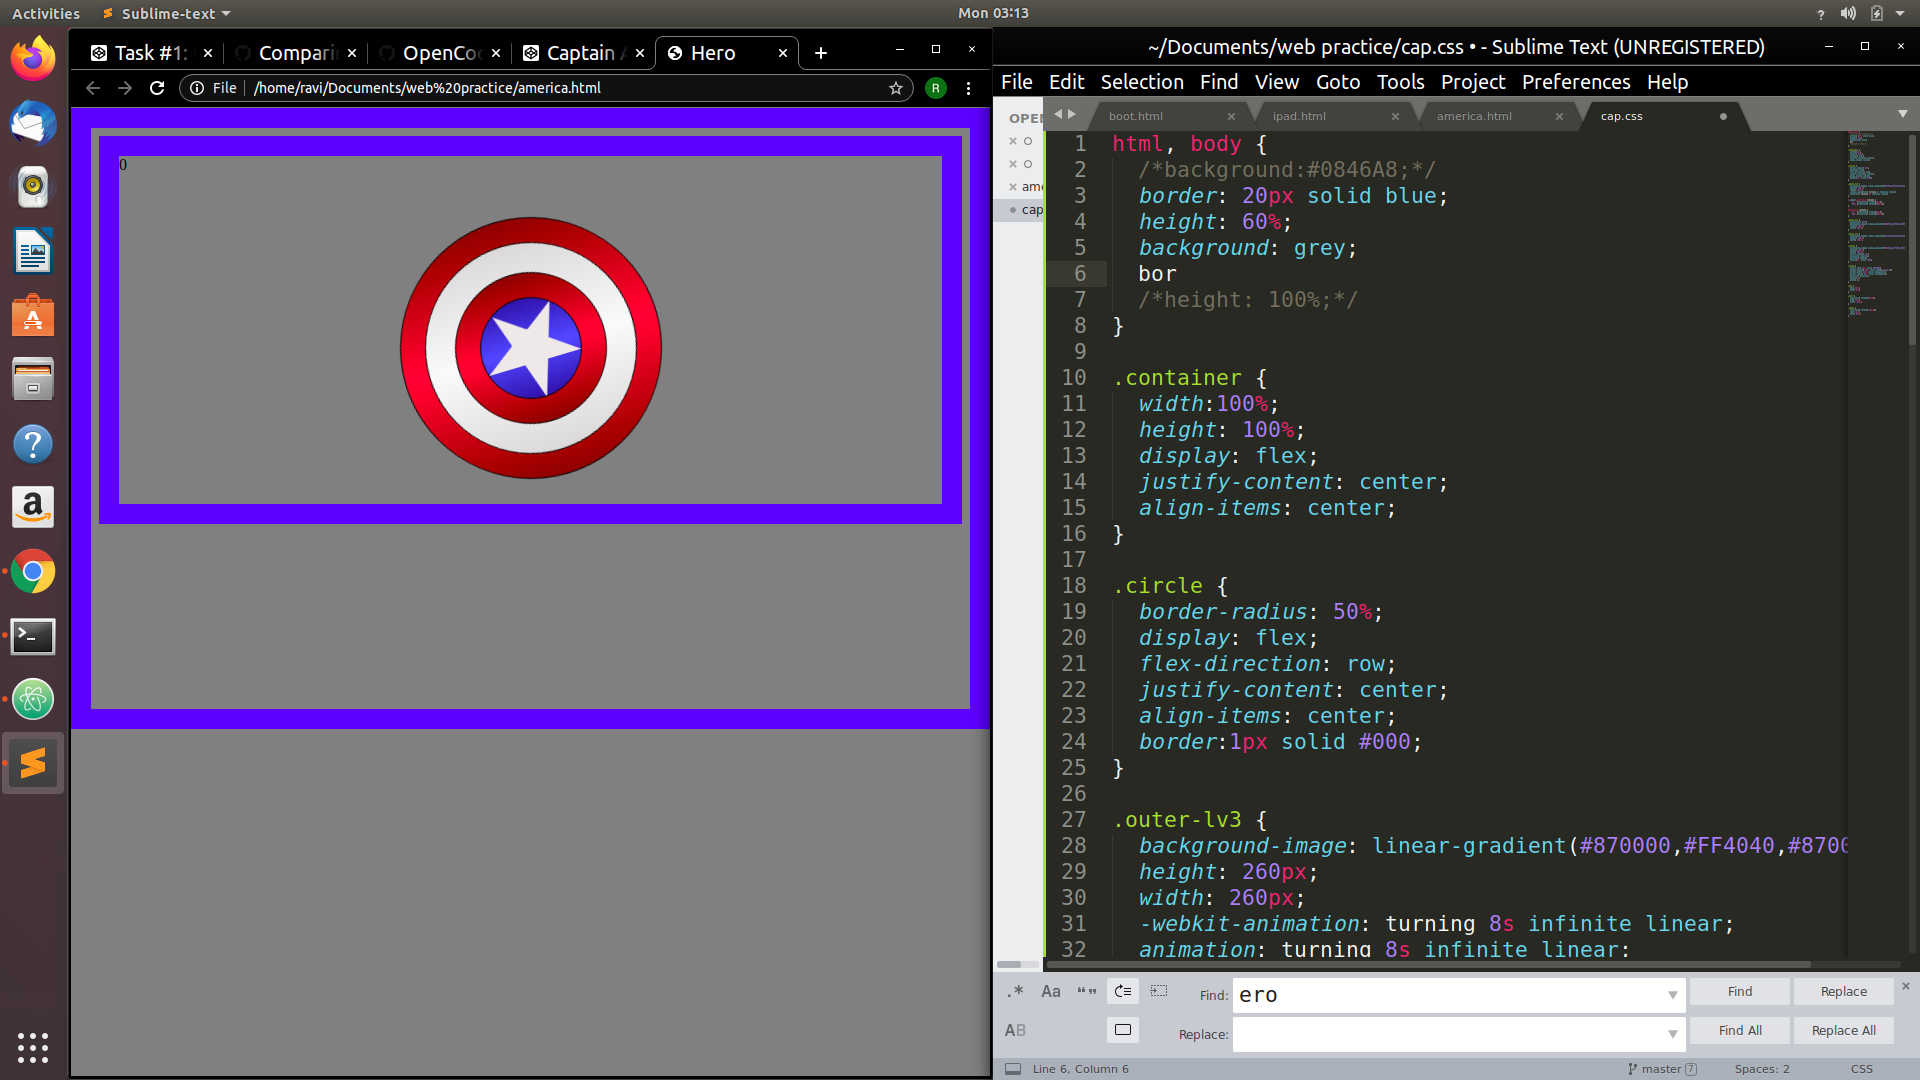 Activities
Sublime-text
Mon 03:13
?
Task #1:
Compari
OpenCo
Captain A
Hero
File
/home/ravi/Documents/web%20practice/america.html
R
0
~/Documents/web practice/cap.css • - Sublime Text (UNREGISTERED)
File Edit Selection Find View Goto Tools Project Preferences Help
OPEN
ame
cap
boot.html
ipad.html
america.html
cap.css
1 html, body {
2 /*background:#0846A8;*/
3 border: 20px solid blue;
4 height: 60%;
5 background: grey;
6 bor
7 /*height: 100%;*/
8 }
9
10 .container {
11 width:100%;
12 height: 100%;
13 display: flex;
14 justify-content: center;
15 align-items: center;
16 }
17
18 .circle {
19 border-radius: 50%;
20 display: flex;
21 flex-direction: row;
22 justify-content: center;
23 align-items: center;
24 border:1px solid #000;
25 }
26
27 .outer-lv3 {
28 background-image: linear-gradient(#870000,#FF4040,#8700
29 height: 260px;
30 width: 260px;
31 -webkit-animation: turning 8s infinite linear;
32 animation: turning 8s infinite linear;
.* Aa “” Find: ero Find Replace
AB Replace: Find All Replace All
Line 6, Column 6 master 7 Spaces: 2 CSS